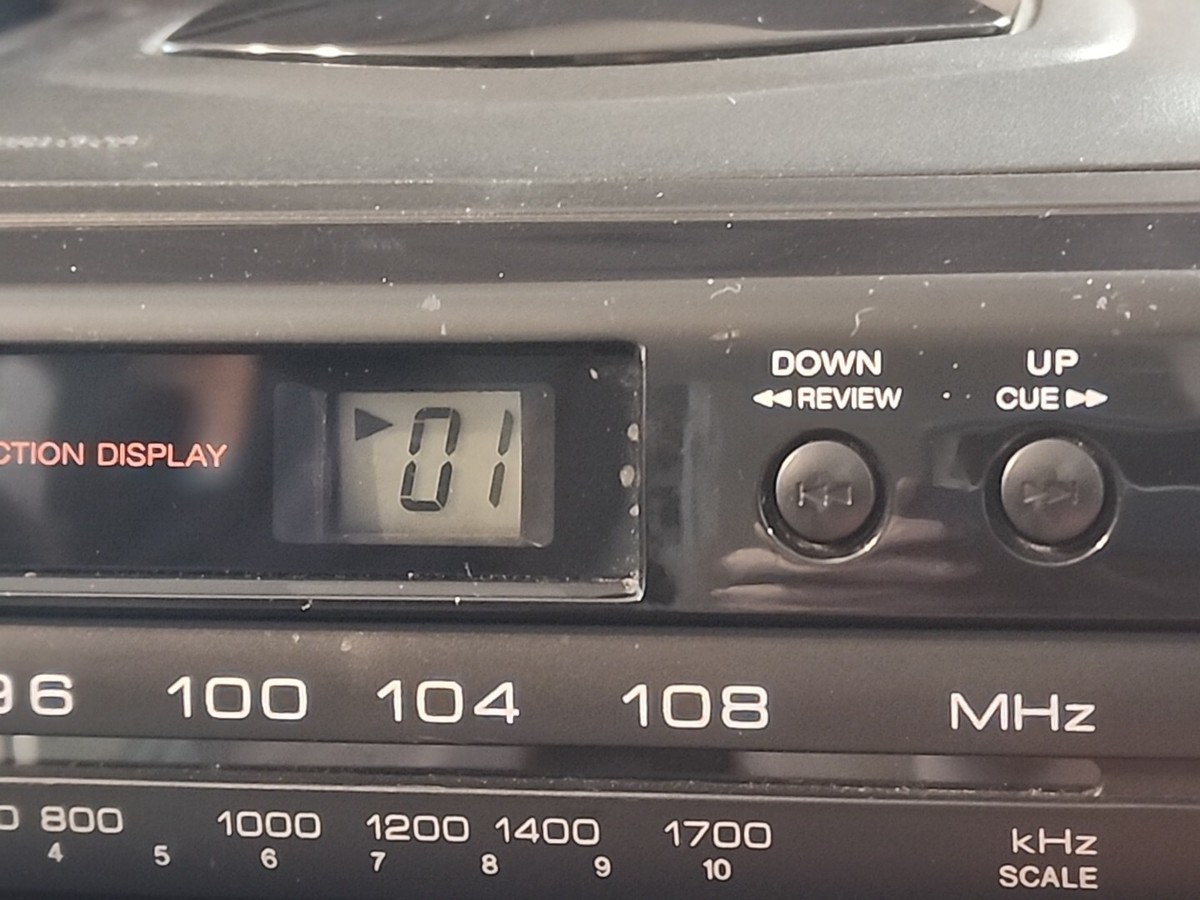 DOWN UP
◀◀ REVIEW · · CUE ▶▶
CTION DISPLAY
▶ 01
96 100 104 108 MHz
0 800 1000 1200 1400 1700 kHz
4 5 6 7 8 9 10 SCALE